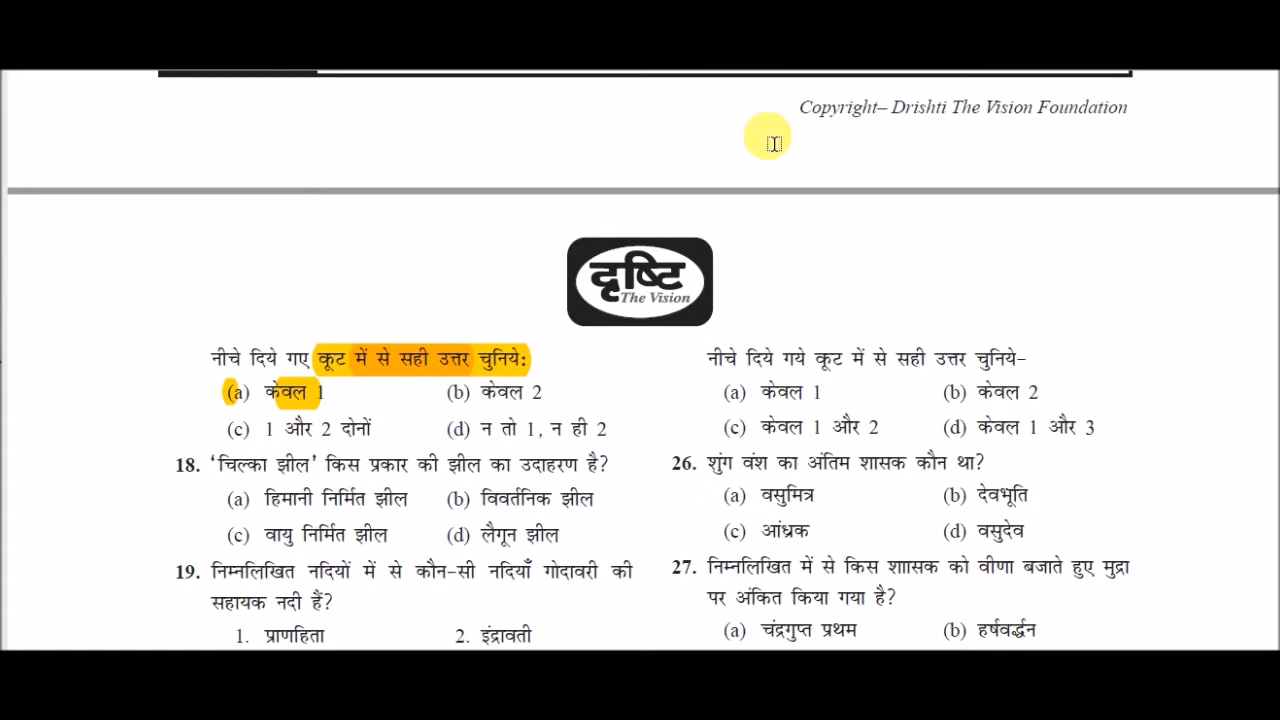 Copyright– Drishti The Vision Foundation
दृष्टि
The Vision
नीचे दिये गए कूट में से सही उत्तर चुनिये:
(a) केवल 1 (b) केवल 2
(c) 1 और 2 दोनों (d) न तो 1, न ही 2
18. ‘चिल्का झील’ किस प्रकार की झील का उदाहरण है?
(a) हिमानी निर्मित झील (b) विवर्तनिक झील
(c) वायु निर्मित झील (d) लैगून झील
19. निम्नलिखित नदियों में से कौन-सी नदियाँ गोदावरी की
सहायक नदी हैं?
1. प्राणहिता 2. इंद्रावती
नीचे दिये गये कूट में से सही उत्तर चुनिये–
(a) केवल 1 (b) केवल 2
(c) केवल 1 और 2 (d) केवल 1 और 3
26. शुंग वंश का अंतिम शासक कौन था?
(a) वसुमित्र (b) देवभूति
(c) आंध्रक (d) वसुदेव
27. निम्नलिखित में से किस शाासक को वीणा बजाते हुए मुद्रा
पर अंकित किया गया है?
(a) चंद्रगुप्त प्रथम (b) हर्षवर्द्धन